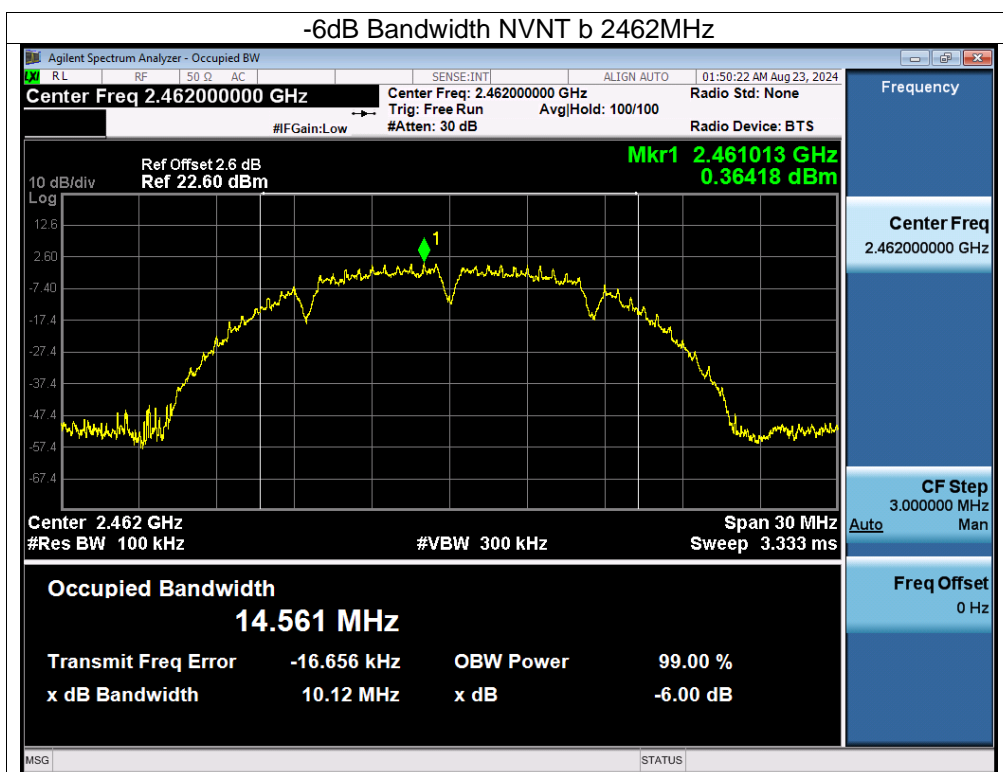 -6dB Bandwidth NVNT b 2462MHz
Agilent Spectrum Analyzer - Occupied BW
LXI RL RF 50 Ω AC SENSE:INT ALIGN AUTO 01:50:22 AM Aug 23, 2024
Center Freq 2.462000000 GHz
Center Freq: 2.462000000 GHz Radio Std: None
Trig: Free Run Avg|Hold: 100/100
#IFGain:Low #Atten: 30 dB Radio Device: BTS
Frequency
Ref Offset 2.6 dB
10 dB/div Ref 22.60 dBm
Mkr1 2.461013 GHz
0.36418 dBm
Log
12.6
2.60
-7.40
-17.4
-27.4
-37.4
-47.4
-57.4
-67.4
1
Center 2.462 GHz Span 30 MHz
#Res BW 100 kHz #VBW 300 kHz Sweep 3.333 ms
Center Freq
2.462000000 GHz
CF Step
3.000000 MHz
Auto Man
Freq Offset
0 Hz
Occupied Bandwidth
14.561 MHz
Transmit Freq Error -16.656 kHz OBW Power 99.00 %
x dB Bandwidth 10.12 MHz x dB -6.00 dB
MSG STATUS